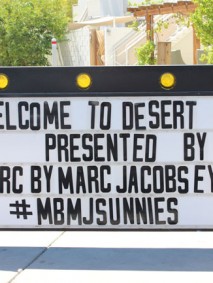 ELCOME TO DESERT
PRESENTED BY
RC BY MARC JACOBS EY
#MBMJSUNNIES